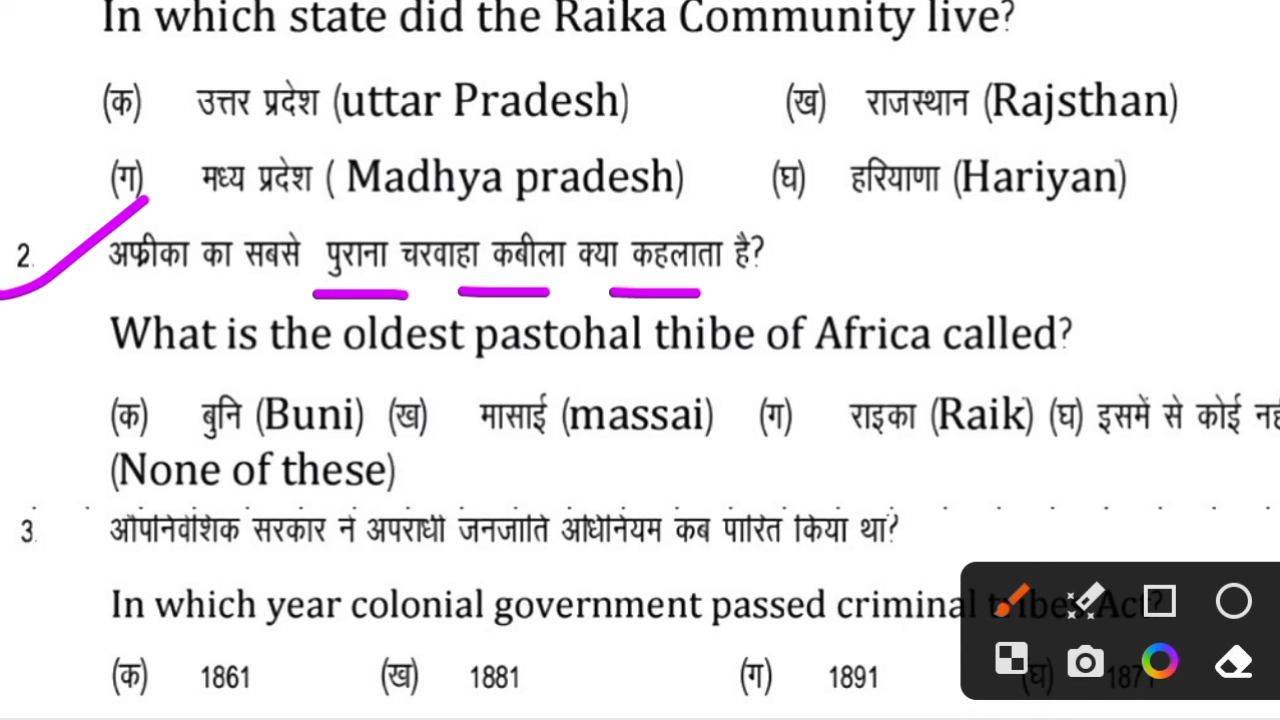 In which state did the Raika Community live?
(क) उत्तर प्रदेश (uttar Pradesh) (ख) राजस्थान (Rajsthan)
(ग) मध्य प्रदेश ( Madhya pradesh) (घ) हरियाणा (Hariyan)
2. अफ्रीका का सबसे पुराना चरवाहा कबीला क्या कहलाता है?
What is the oldest pastohal thibe of Africa called?
(क) बुनि (Buni) (ख) मासाई (massai) (ग) राइका (Raik) (घ) इसमें से कोई
(None of these)
3. औपनिवेशिक सरकार ने अपराधी जनजाति अधिनियम कब पारित किया था?
In which year colonial government passed criminal tribes Act?
(क) 1861 (ख) 1881 (ग) 1891 (घ) 1871